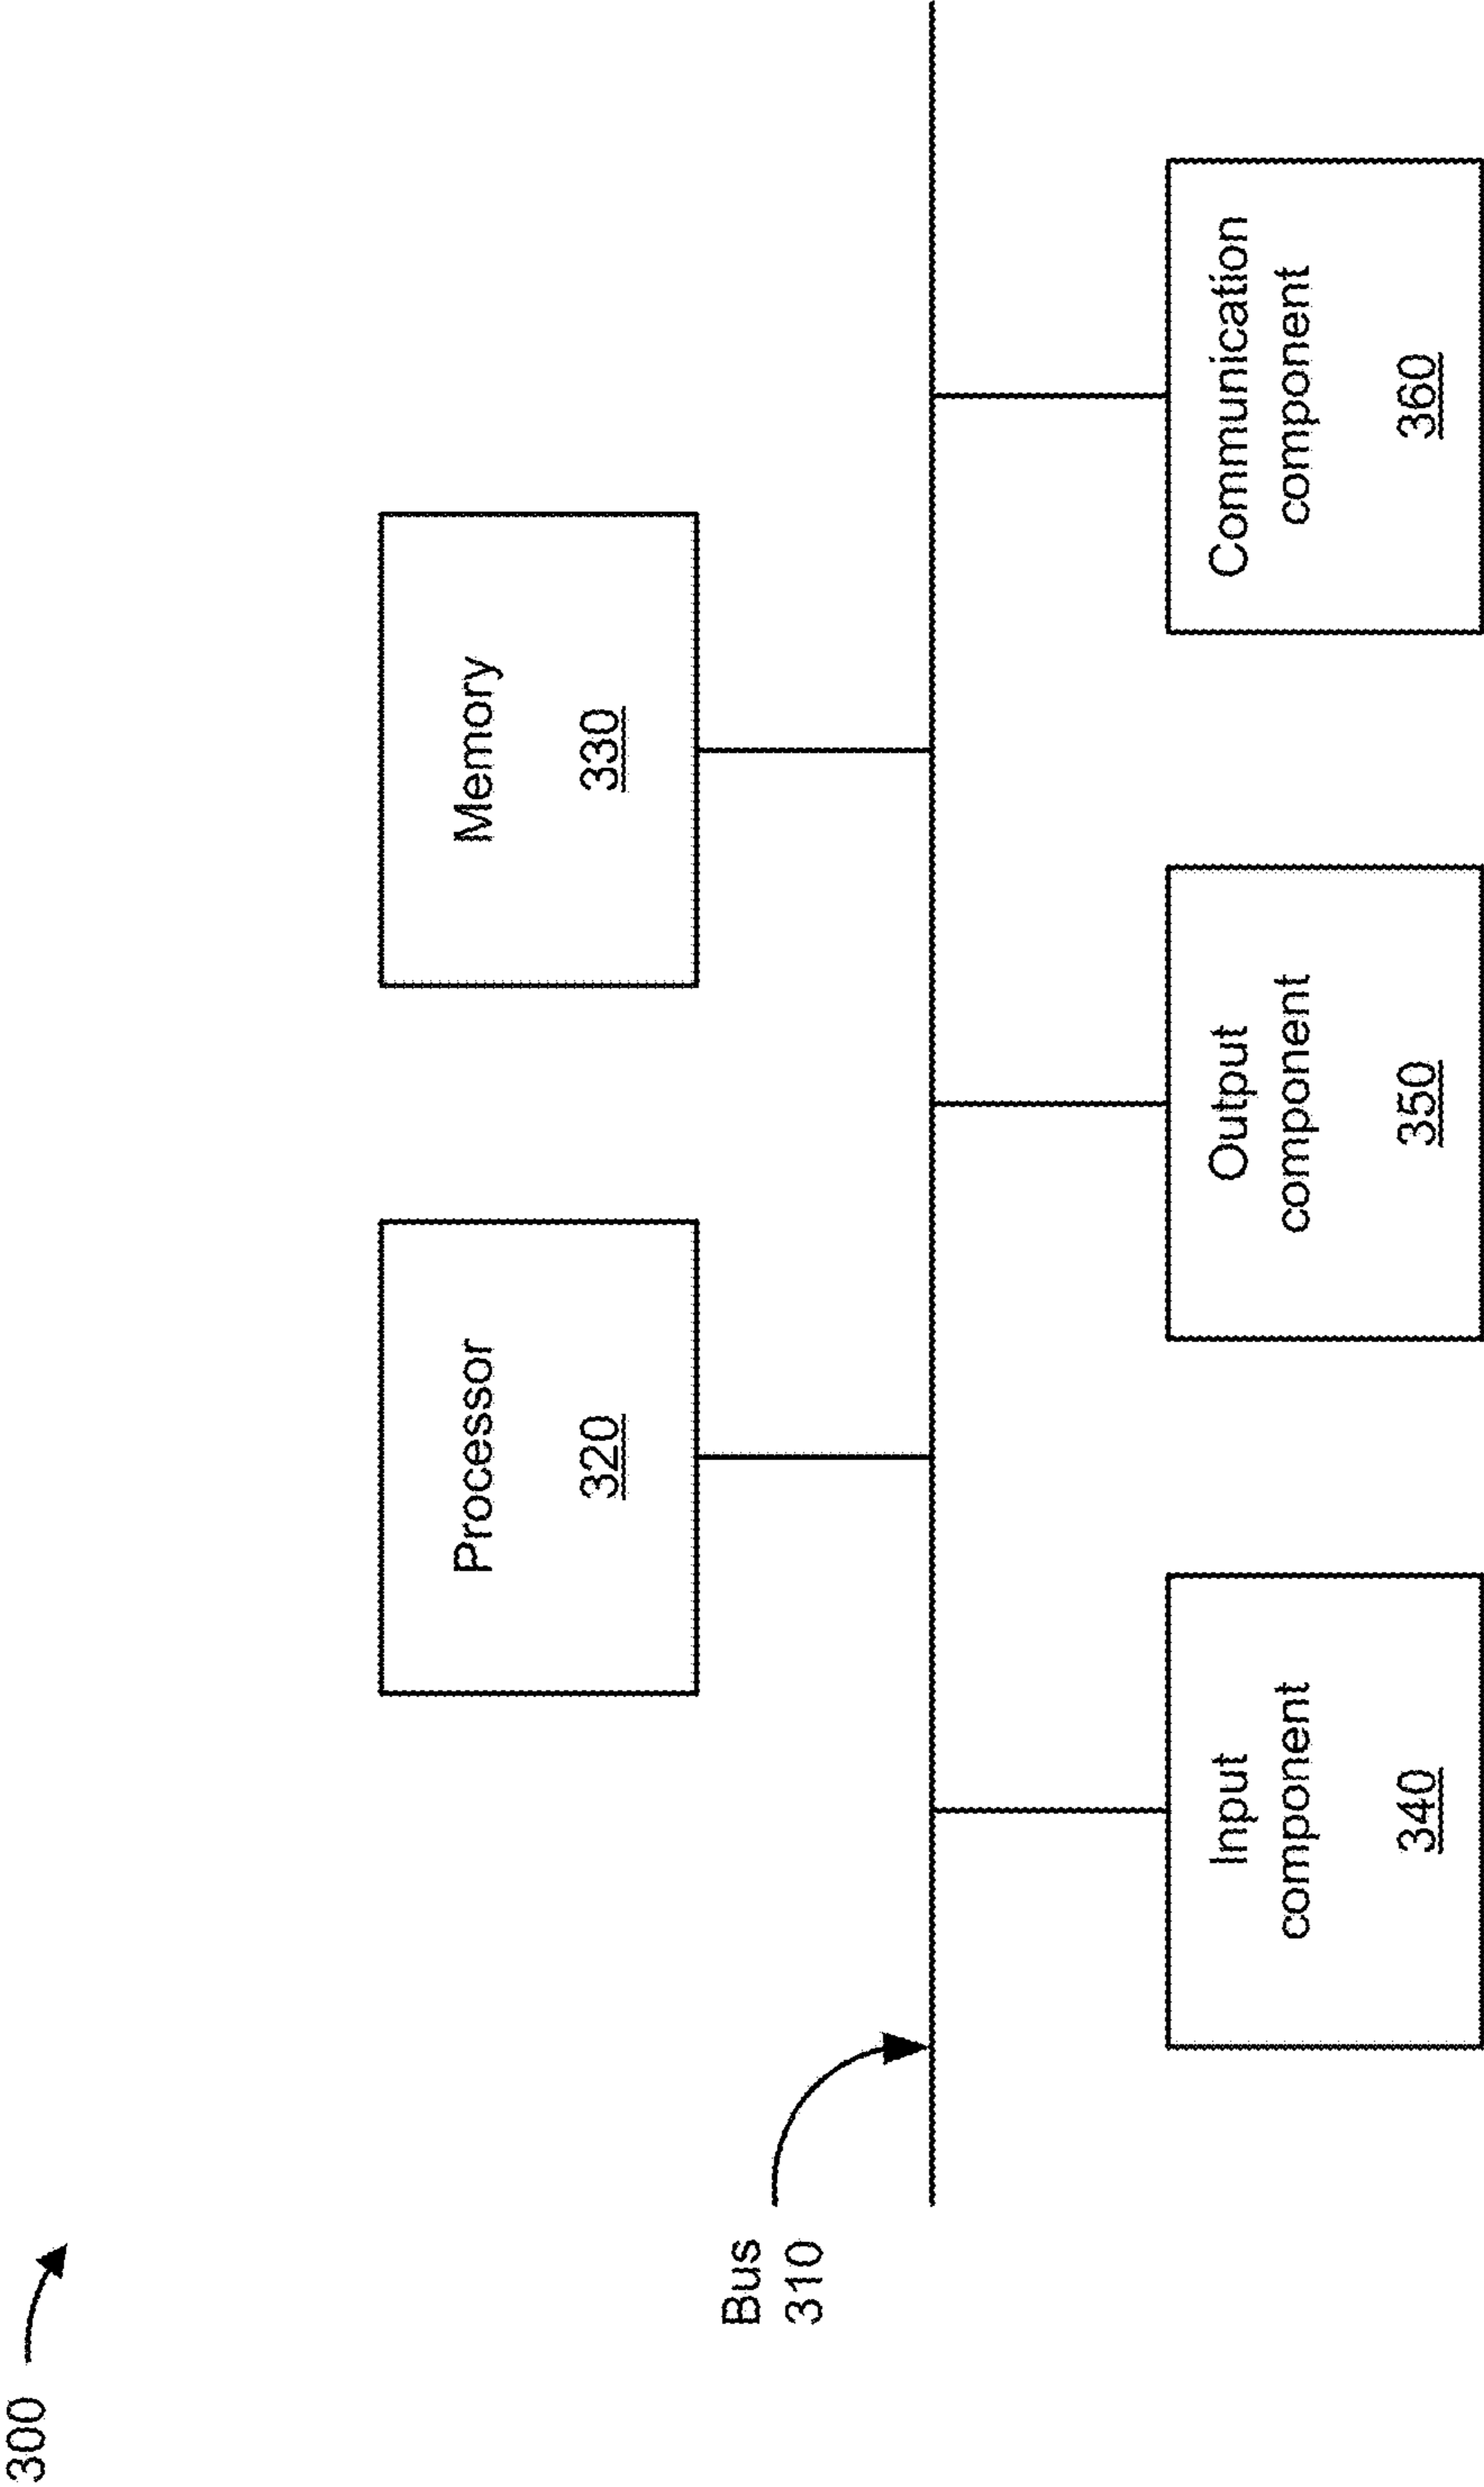 300
Bus
310
Processor
320
Memory
330
Input
component
340
Output
component
350
Communication
component
360